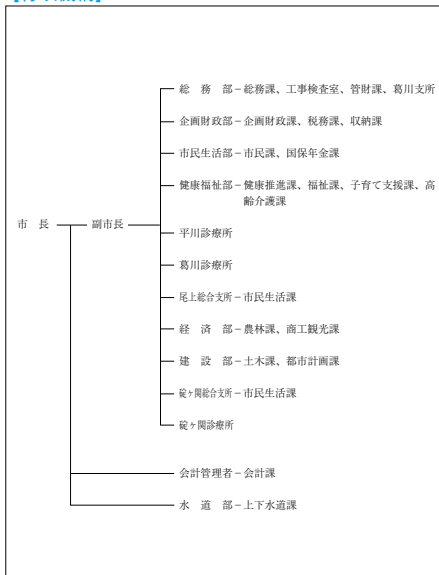 総務部－総務課、工事検査室、管財課、葛川支所
企画財政部－企画財政課、税務課、収納課
市民生活部－市民課、国保年金課
健康福祉部－健康推進課、福祉課、子育て支援課、高
齢介護課
市長
副市長
平川診療所
葛川診療所
尾上総合支所－市民生活課
経済部－農林課、商工観光課
建設部－土木課、都市計画課
碇ヶ関総合支所－市民生活課
碇ヶ関診療所
会計管理者－会計課
水道部－上下水道課